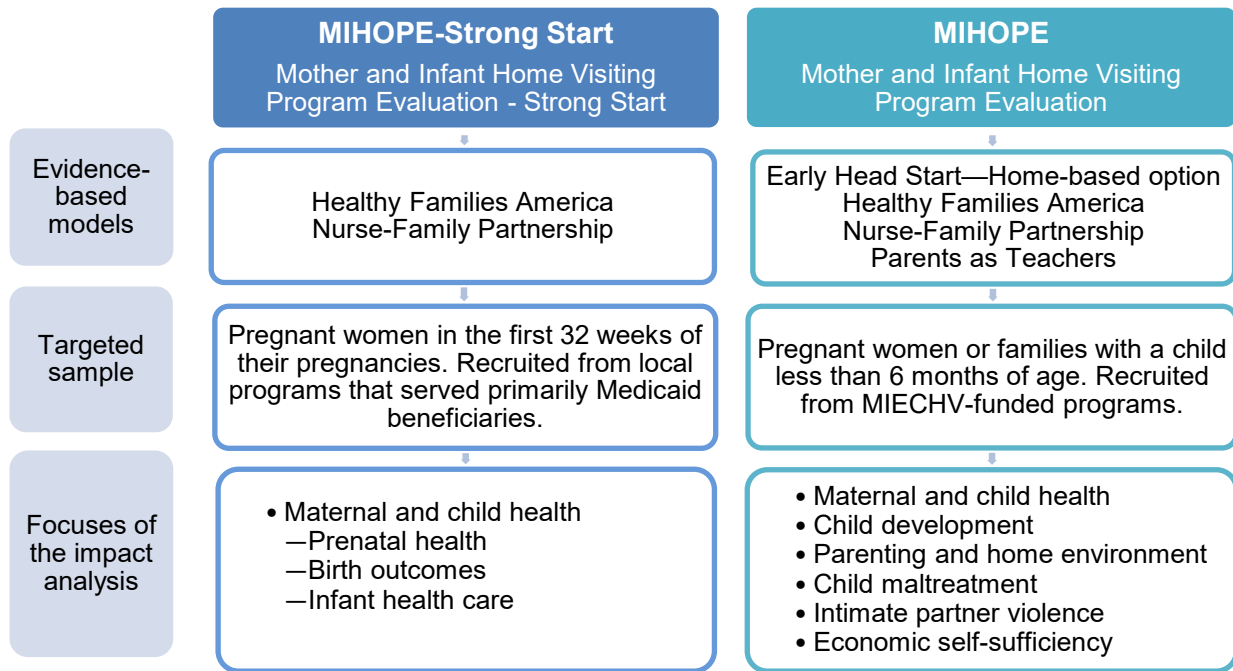 MIHOPE-Strong Start
Mother and Infant Home Visiting
Program Evaluation - Strong Start
MIHOPE
Mother and Infant Home Visiting
Program Evaluation
Evidence-
based
models
Healthy Families America
Nurse-Family Partnership
Early Head Start—Home-based option
Healthy Families America
Nurse-Family Partnership
Parents as Teachers
Targeted
sample
Pregnant women in the first 32 weeks of
their pregnancies. Recruited from local
programs that served primarily Medicaid
beneficiaries.
Pregnant women or families with a child
less than 6 months of age. Recruited
from MIECHV-funded programs.
Focuses of
the impact
analysis
• Maternal and child health
—Prenatal health
—Birth outcomes
—Infant health care
• Maternal and child health
• Child development
• Parenting and home environment
• Child maltreatment
• Intimate partner violence
• Economic self-sufficiency